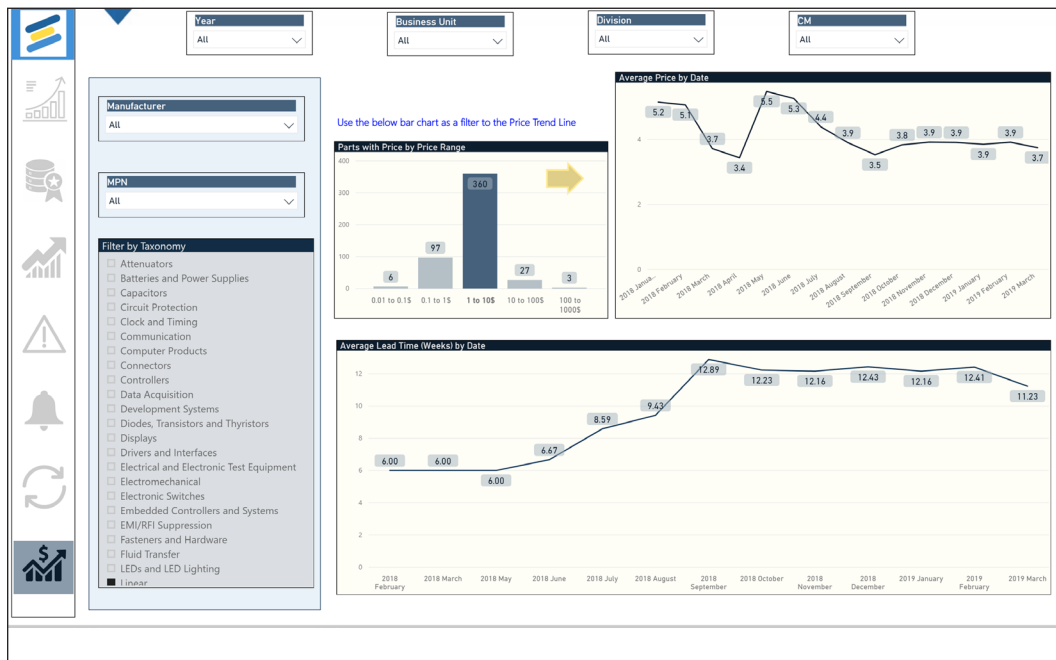 Year
All
Business Unit
All
Division
All
CM
All
Manufacturer
All
MPN
All
Filter by Taxonomy
Attenuators
Batteries and Power Supplies
Capacitors
Circuit Protection
Clock and Timing
Communication
Computer Products
Connectors
Controllers
Data Acquisition
Development Systems
Diodes, Transistors and Thyristors
Displays
Drivers and Interfaces
Electrical and Electronic Test Equipment
Electromechanical
Electronic Switches
Embedded Controllers and Systems
EMI/RFI Suppression
Fasteners and Hardware
Fluid Transfer
LEDs and LED Lighting
Linear
Use the below bar chart as a filter to the Price Trend Line
Parts with Price by Price Range
400
300
200
100
0
6
97
360
27
3
0.01 to 0.1$
0.1 to 1$
1 to 10$
10 to 100$
100 to
1000$
Average Price by Date
4
2
0
5.2
5.1
3.7
3.4
5.5
5.3
4.4
3.9
3.5
3.8
3.9
3.9
3.9
3.9
3.7
2018 Janua...
2018 February
2018 March
2018 April
2018 May
2018 June
2018 July
2018 August
2018 September
2018 October
2018 November
2018 December
2019 January
2019 February
2019 March
Average Lead Time (Weeks) by Date
12
10
8
6
4
2
0
6.00
6.00
6.00
6.67
8.59
9.43
12.89
12.23
12.16
12.43
12.16
12.41
11.23
2018
February
2018 March
2018 May
2018 June
2018 July
2018 August
2018
September
2018 October
2018
November
2018
December
2019 January
2019
February
2019 March
$